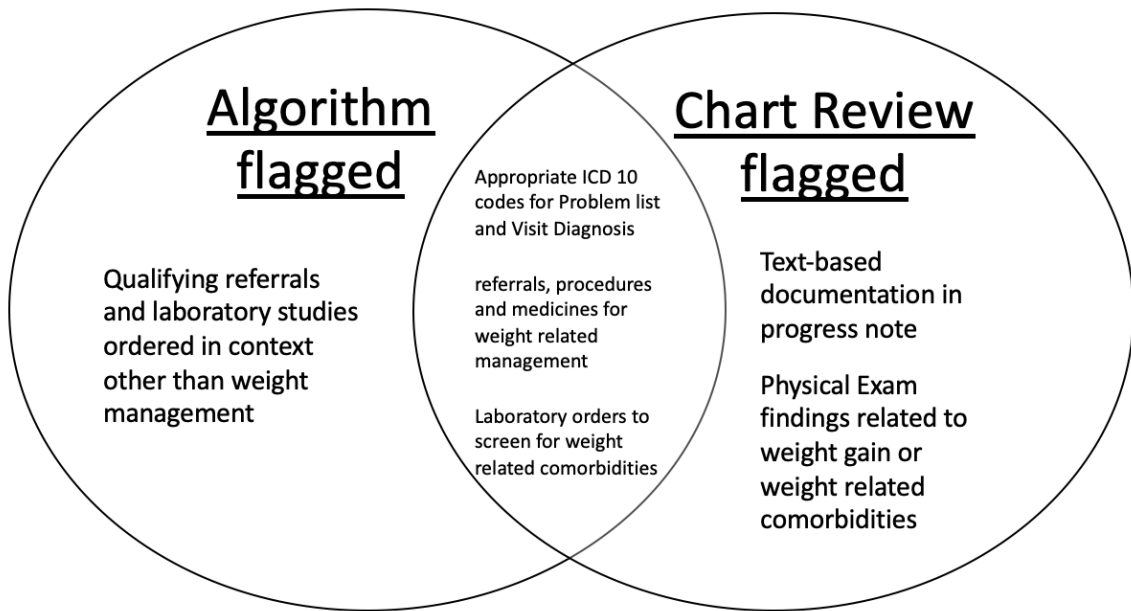 Algorithm
flagged
Qualifying referrals
and laboratory studies
ordered in context
other than weight
management
Appropriate ICD 10
codes for Problem list
and Visit Diagnosis
referrals, procedures
and medicines for
weight related
management
Laboratory orders to
screen for weight
related comorbidities
Chart Review
flagged
Text-based
documentation in
progress note
Physical Exam
findings related to
weight gain or
weight related
comorbidities